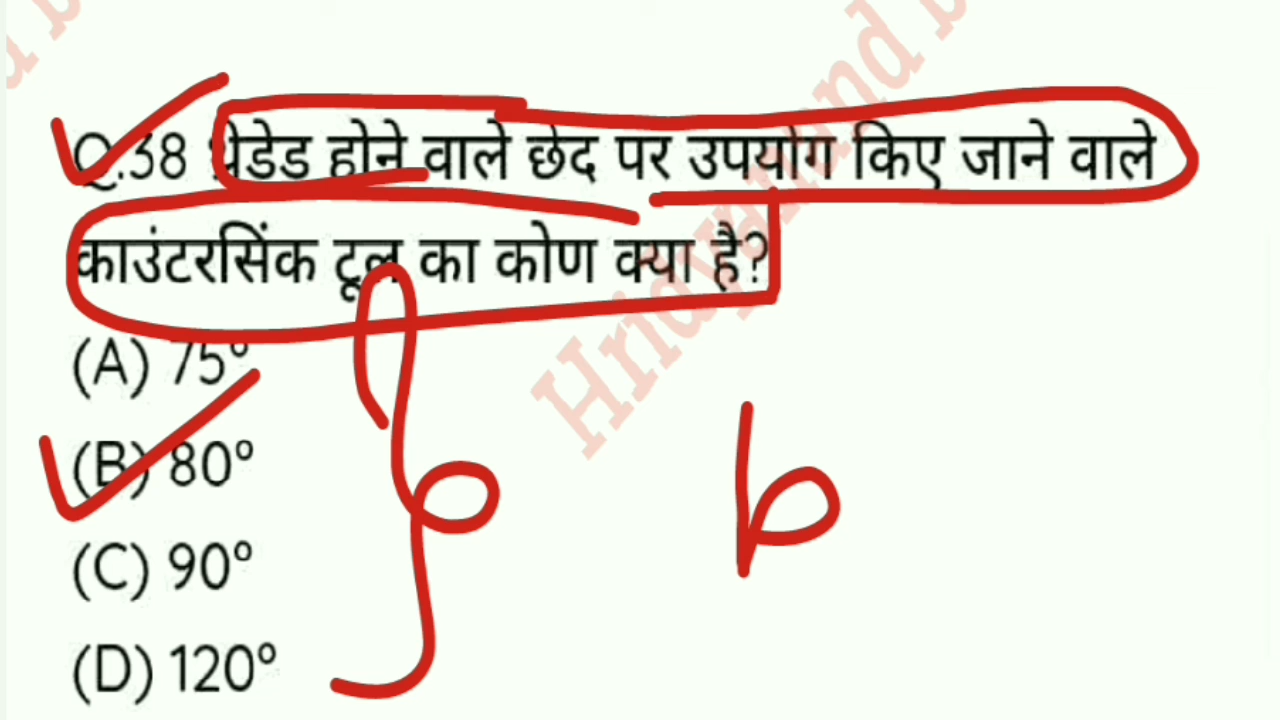 Q.38 थ्रेडेड होने वाले छेद पर उपयोग किए जाने वाले
काउंटरसिंक टूल का कोण क्या है?
(A) 75°
(B) 80°
(C) 90°
(D) 120°
b